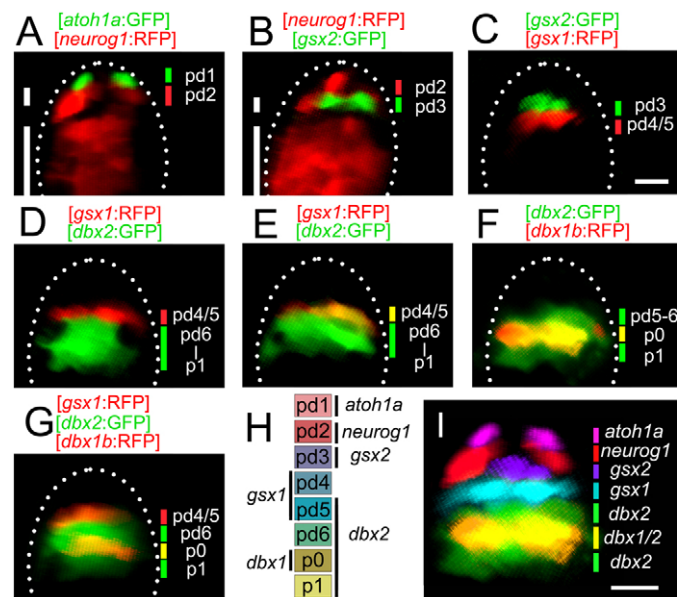 A
[atoh1a:GFP]
[neurog1:RFP]
pd1
pd2
B
[neurog1:RFP]
[gsx2:GFP]
pd2
pd3
C
[gsx2:GFP]
[gsx1:RFP]
pd3
pd4/5
D
[gsx1:RFP]
[dbx2:GFP]
pd4/5
pd6
|
p1
E
[gsx1:RFP]
[dbx2:GFP]
pd4/5
pd6
|
p1
F
[dbx2:GFP]
[dbx1b:RFP]
pd5-6
p0
p1
G
[gsx1:RFP]
[dbx2:GFP]
[dbx1b:RFP]
pd4/5
pd6
p0
p1
H
pd1 atoh1a
pd2 neurog1
pd3 gsx2
pd4
gsx1
pd5
pd6 dbx2
dbx1 p0
p1
I
atoh1a
neurog1
gsx2
gsx1
dbx2
dbx1/2
dbx2